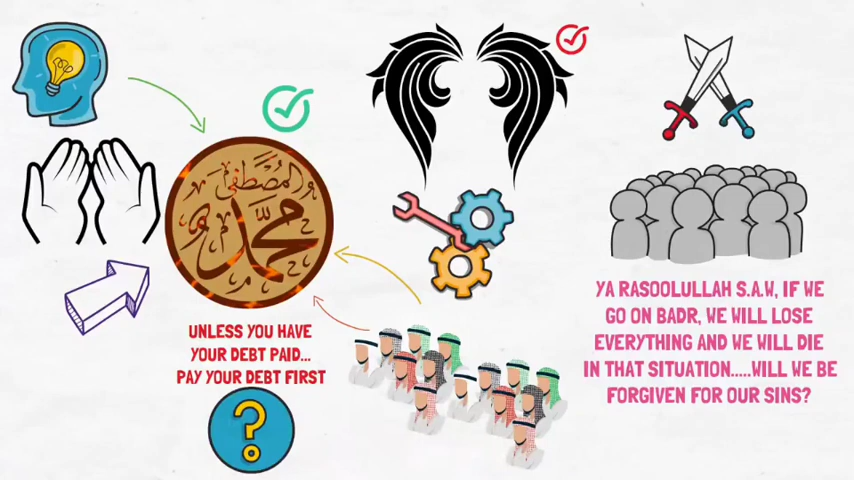 المصطفى
محمد
UNLESS YOU HAVE
YOUR DEBT PAID...
PAY YOUR DEBT FIRST
YA RASOOLULLAH S.A.W, IF WE
GO ON BADR, WE WILL LOSE
EVERYTHING AND WE WILL DIE
IN THAT SITUATION.....WILL WE BE
FORGIVEN FOR OUR SINS?